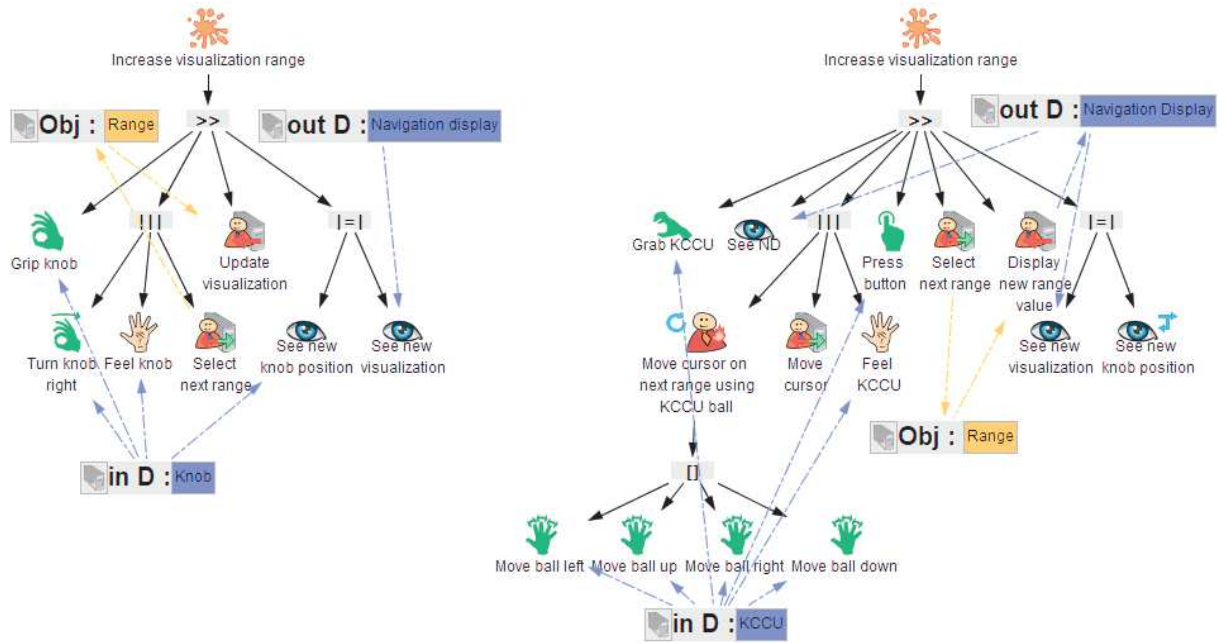 Increase visualization range
Obj : Range
>>
out D : Navigation display
Grip knob
|||
Update
visualization
|=|
Turn knob
right
Feel knob
Select
next range
See new
knob position
See new
visualization
in D : Knob
Increase visualization range
>>
out D : Navigation Display
Grab KCCU
See ND
|||
Press
button
Select
next range
Display
new range
value
|=|
Move cursor on
next range using
KCCU ball
Move
cursor
Feel
KCCU
See new
visualization
See new
knob position
Obj : Range
[]
Move ball left
Move ball up
Move ball right
Move ball down
in D : KCCU